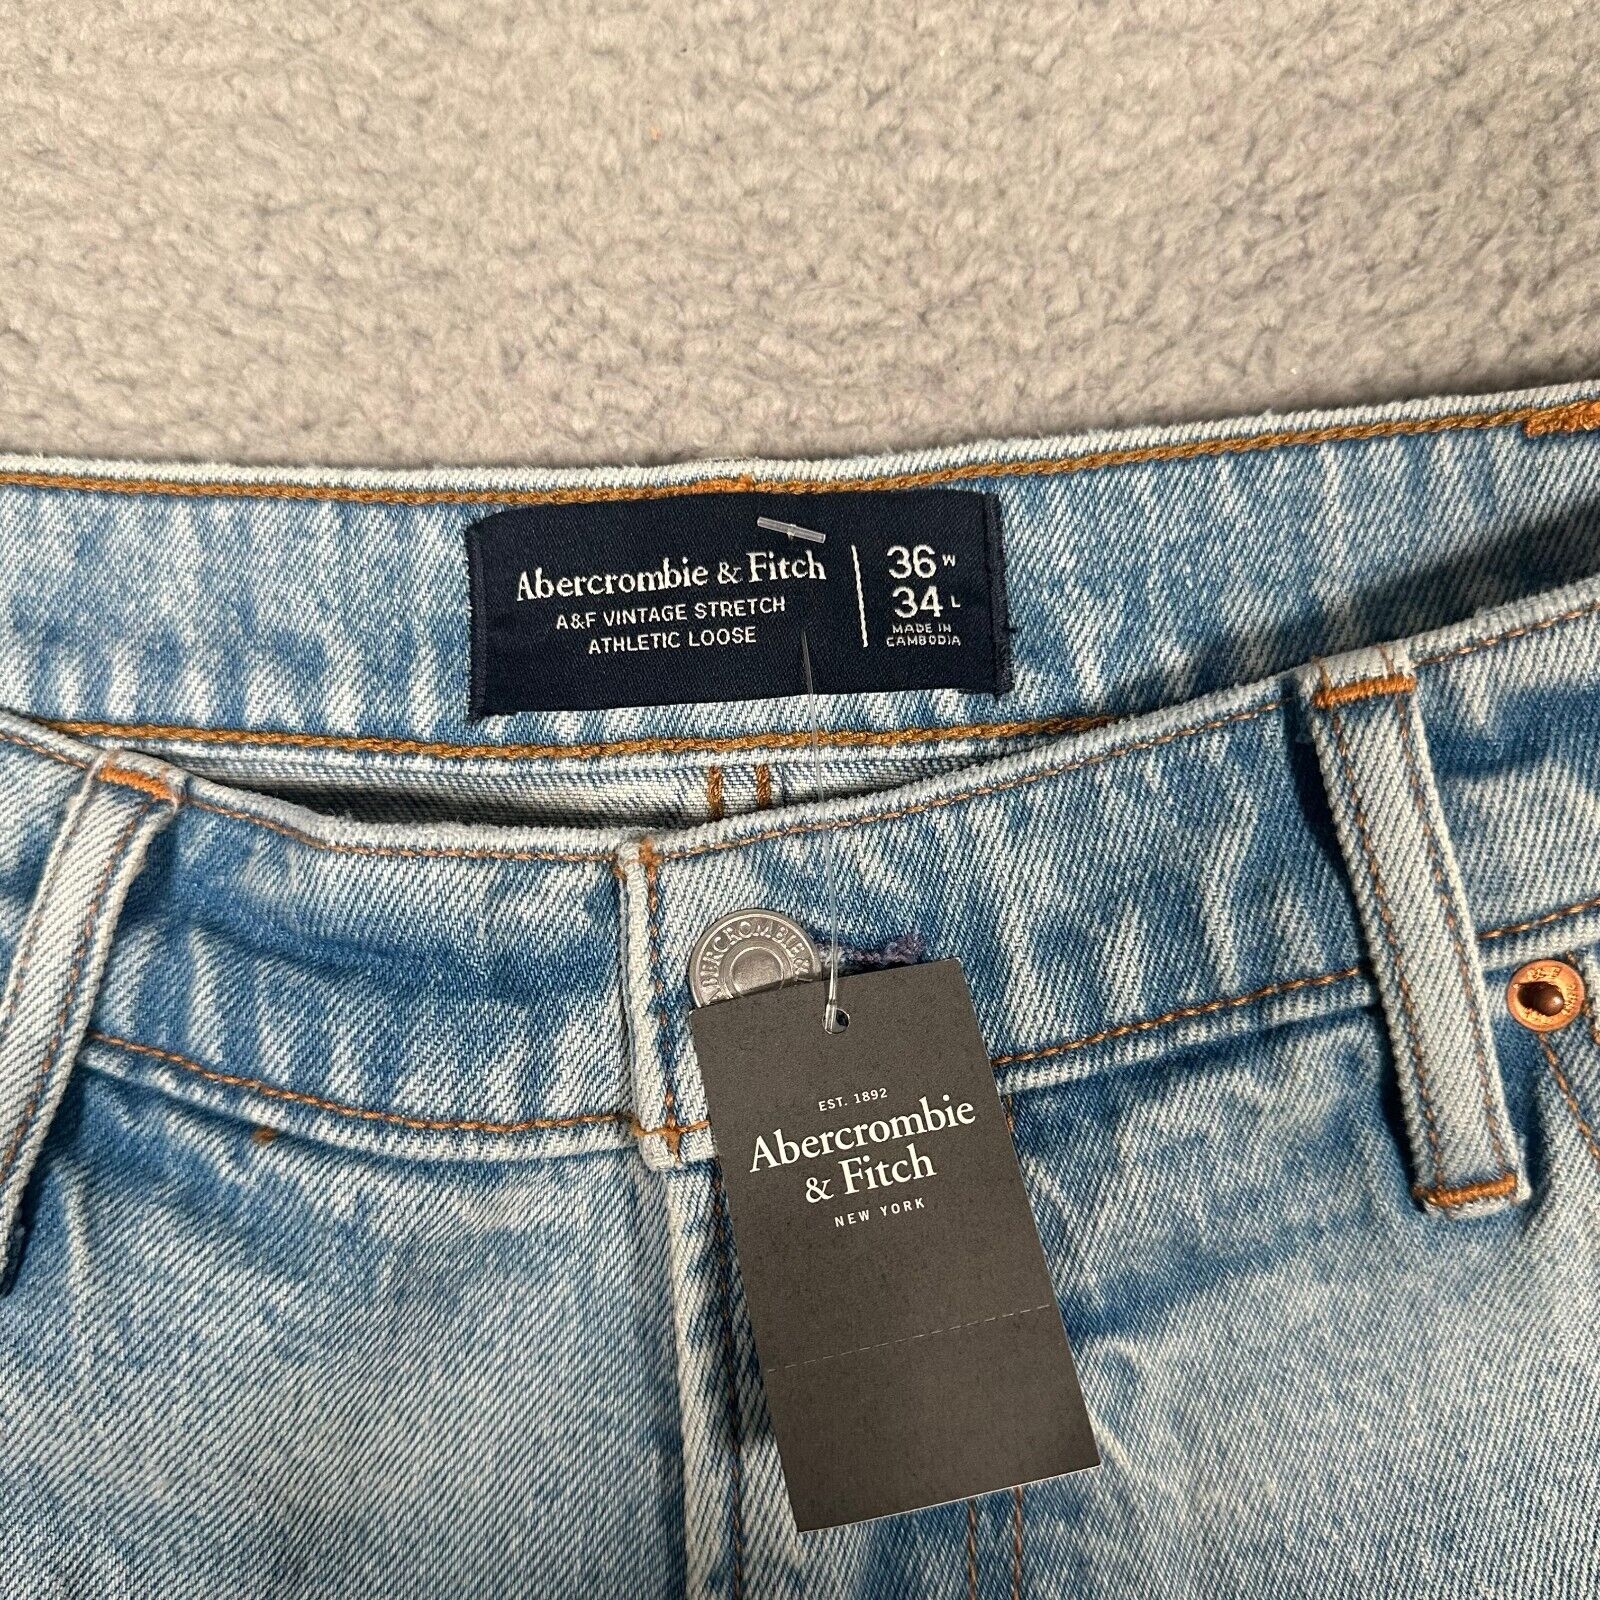 Abercrombie & Fitch
A&F VINTAGE STRETCH
ATHLETIC LOOSE
36 W
34 L
MADE IN
CAMBODIA
ABERCROMBIE &
EST. 1892
Abercrombie
& Fitch
NEW YORK